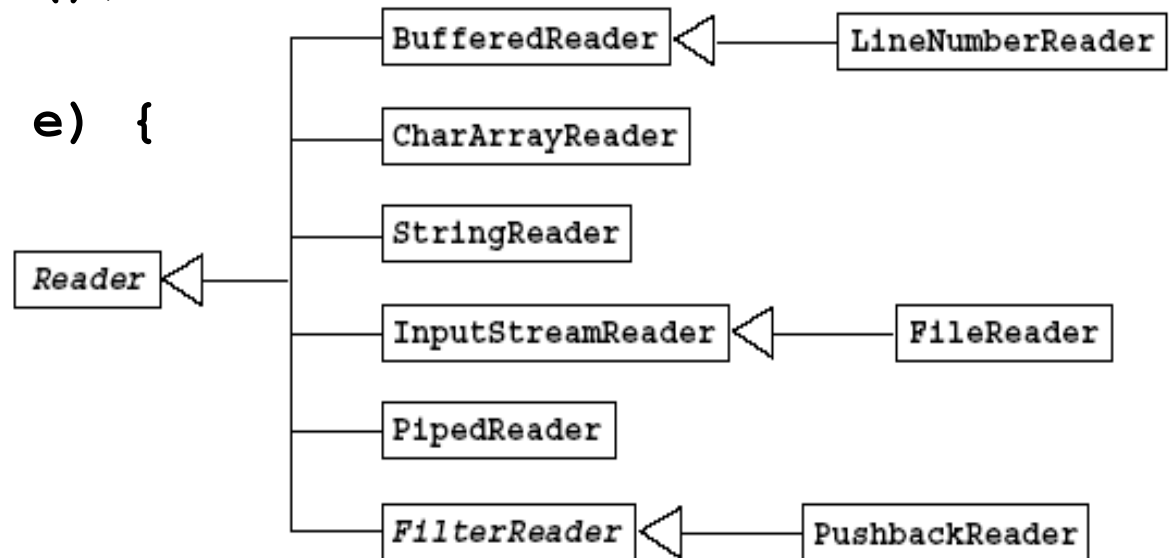 BufferedReader LineNumberReader
e) {
CharArrayReader
StringReader
Reader
InputStreamReader FileReader
PipedReader
FilterReader PushbackReader